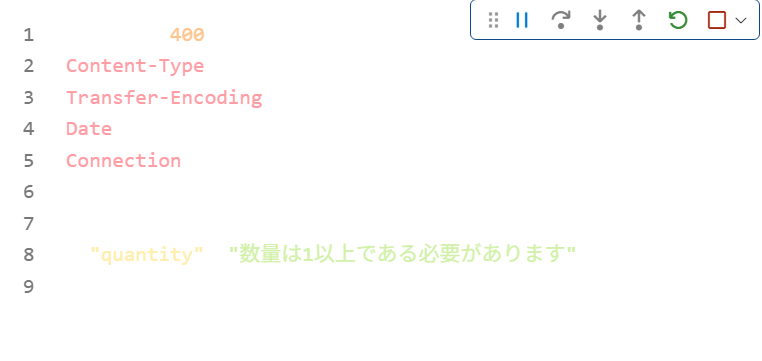 1 400
2 Content-Type
3 Transfer-Encoding
4 Date
5 Connection
6
7
8 "quantity" "数量は1以上である必要があります"
9